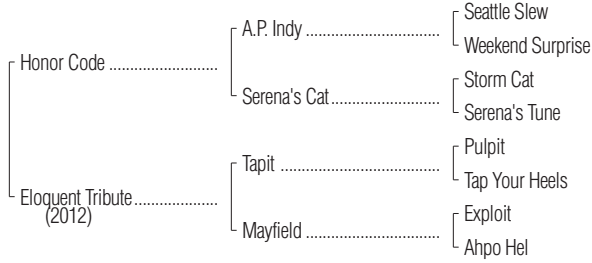 Seattle Slew
A.P. Indy ..............................
Weekend Surprise
Honor Code .........................
Storm Cat
Serena's Cat.........................
Serena's Tune
Pulpit
Tapit ....................................
Tap Your Heels
Eloquent Tribute...................
(2012)
Exploit
Mayfield ...............................
Ahpo Hel